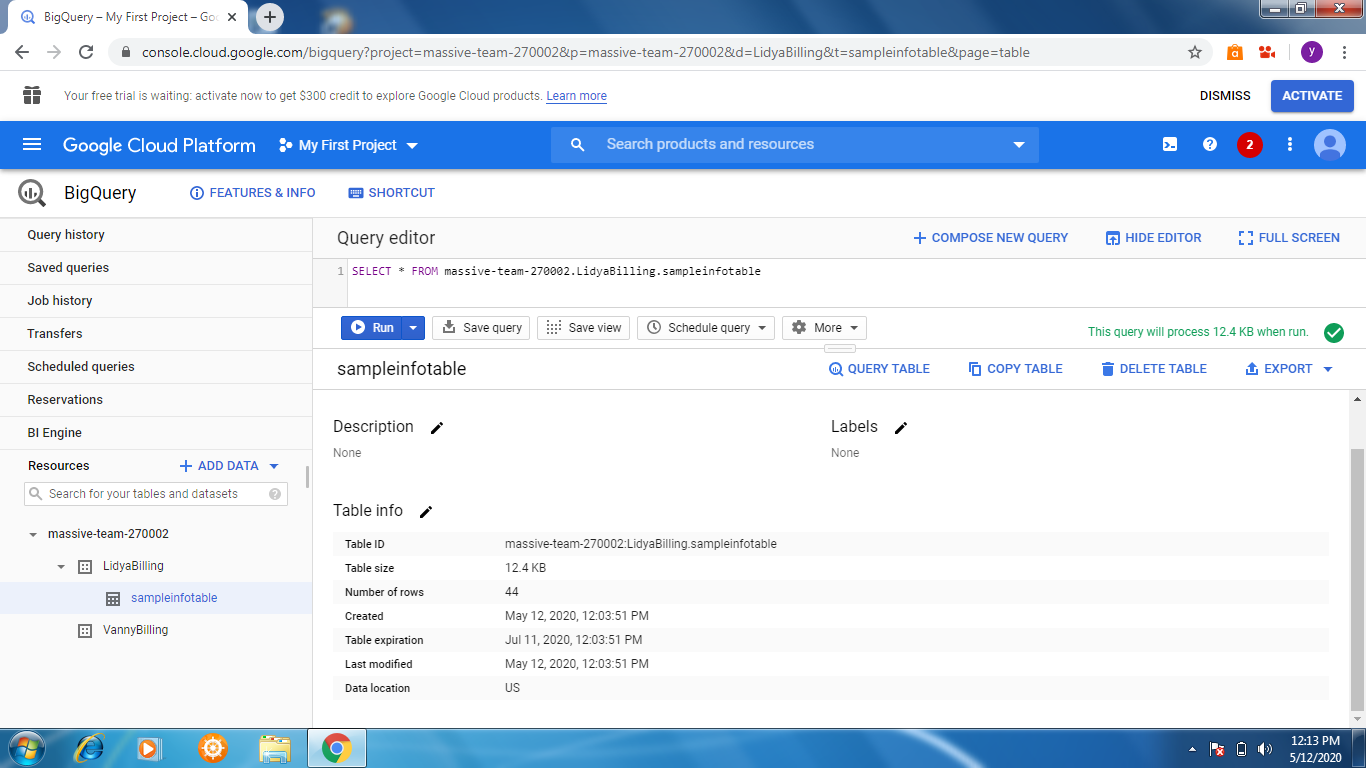 BigQuery – My First Project – Goo
console.cloud.google.com/bigquery?project=massive-team-270002&p=massive-team-270002&d=LidyaBilling&t=sampleinfotable&page=table
y
Your free trial is waiting: activate now to get $300 credit to explore Google Cloud products. Learn more
DISMISS
ACTIVATE
Google Cloud Platform
My First Project
Search products and resources
2
BigQuery
FEATURES & INFO
SHORTCUT
Query history
Saved queries
Job history
Transfers
Scheduled queries
Reservations
BI Engine
Resources
ADD DATA
Search for your tables and datasets
massive-team-270002
LidyaBilling
sampleinfotable
VannyBilling
Query editor
COMPOSE NEW QUERY
HIDE EDITOR
FULL SCREEN
1 SELECT * FROM massive-team-270002.LidyaBilling.sampleinfotable
Run
Save query
Save view
Schedule query
More
This query will process 12.4 KB when run.
sampleinfotable
QUERY TABLE
COPY TABLE
DELETE TABLE
EXPORT
Description
None
Labels
None
Table info
Table ID massive-team-270002:LidyaBilling.sampleinfotable
Table size 12.4 KB
Number of rows 44
Created May 12, 2020, 12:03:51 PM
Table expiration Jul 11, 2020, 12:03:51 PM
Last modified May 12, 2020, 12:03:51 PM
Data location US
12:13 PM
5/12/2020